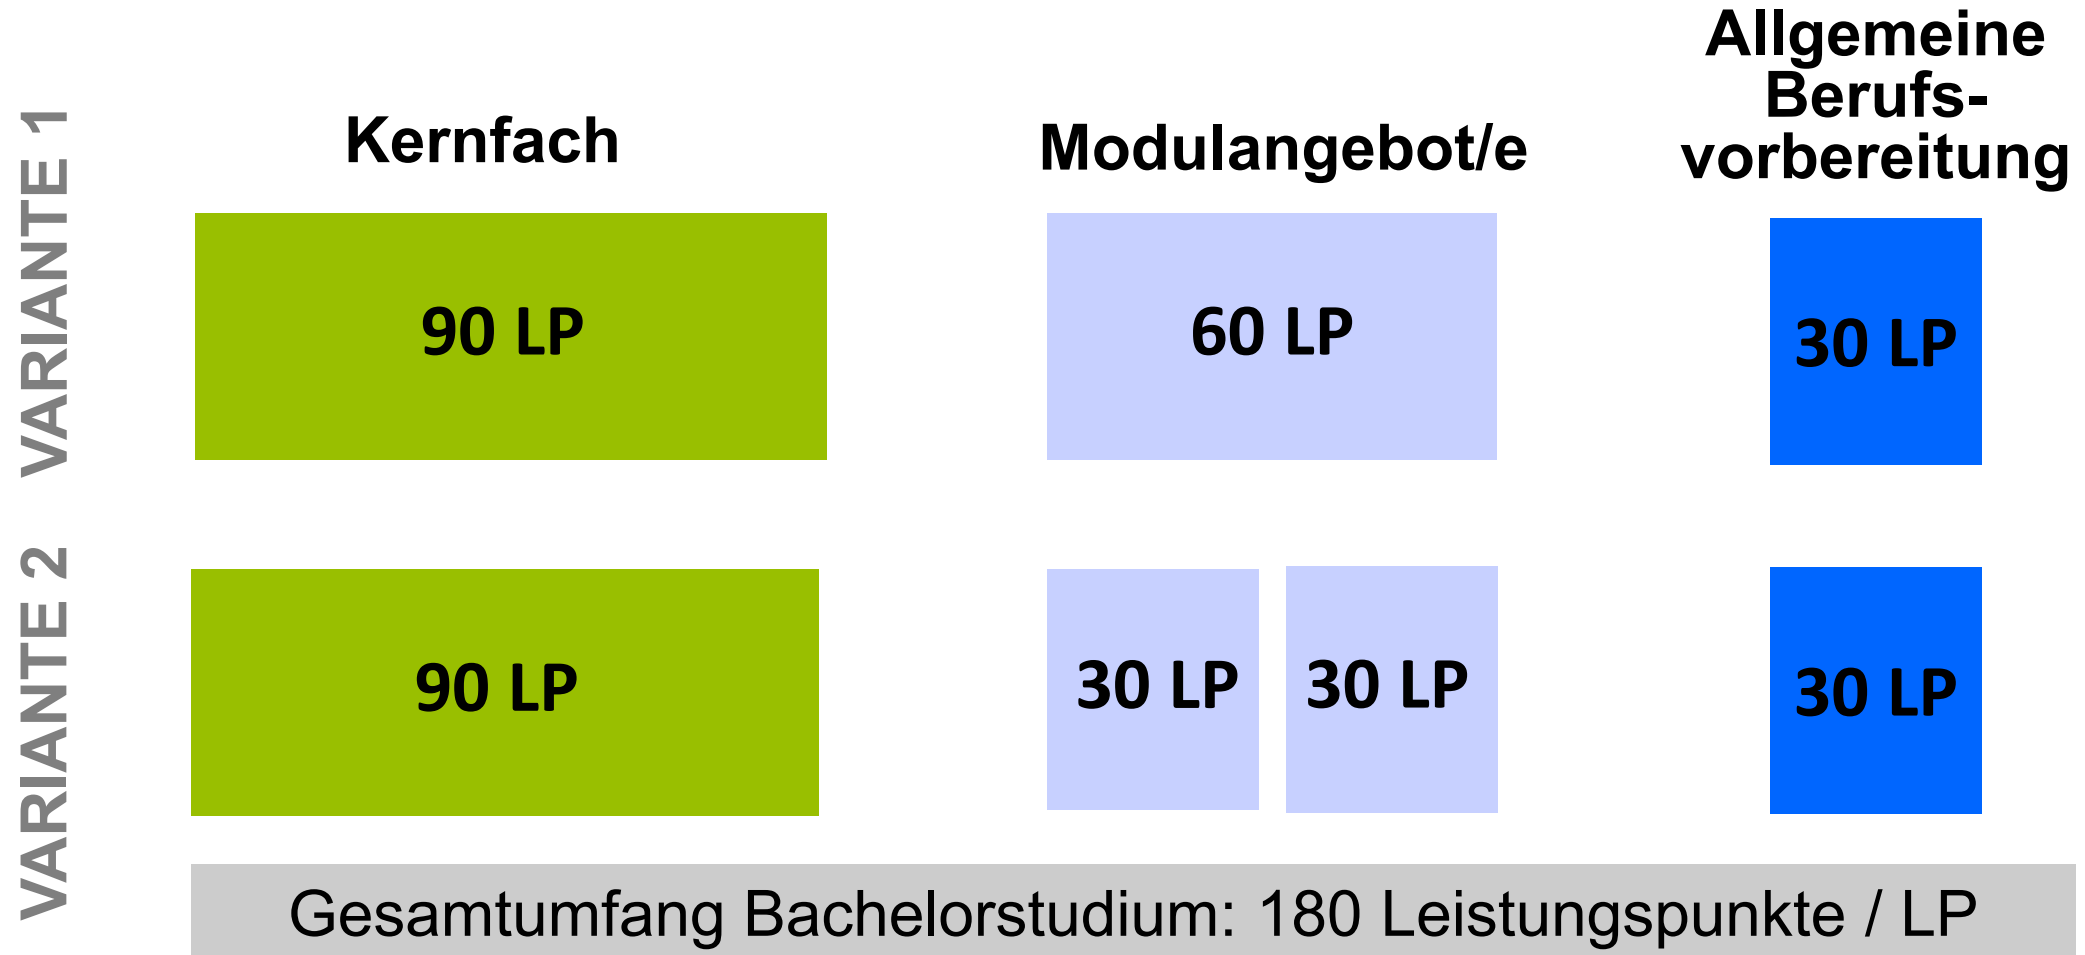 Allgemeine
Berufs-
vorbereitung
Kernfach
Modulangebot/e
VARIANTE 1
90 LP
60 LP
30 LP
VARIANTE 2
90 LP
30 LP
30 LP
30 LP
Gesamtumfang Bachelorstudium: 180 Leistungspunkte / LP